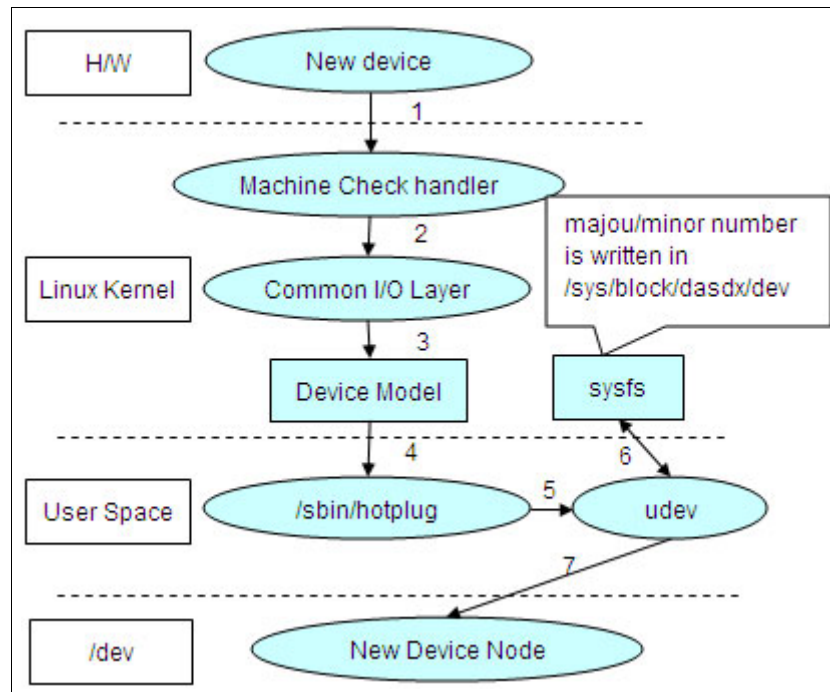 H/W
New device
1
Machine Check handler
2
majou/minor number
is written in
/sys/block/dasdx/dev
Linux Kernel
Common I/O Layer
3
Device Model
sysfs
4
6
User Space
/sbin/hotplug
5
udev
7
/dev
New Device Node